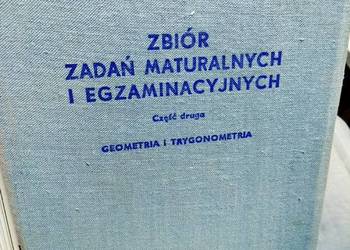 ZBIÓR
ZADAŃ MATURALNYCH
I EGZAMINACYJNYCH
Część druga
GEOMETRIA I TRYGONOMETRIA